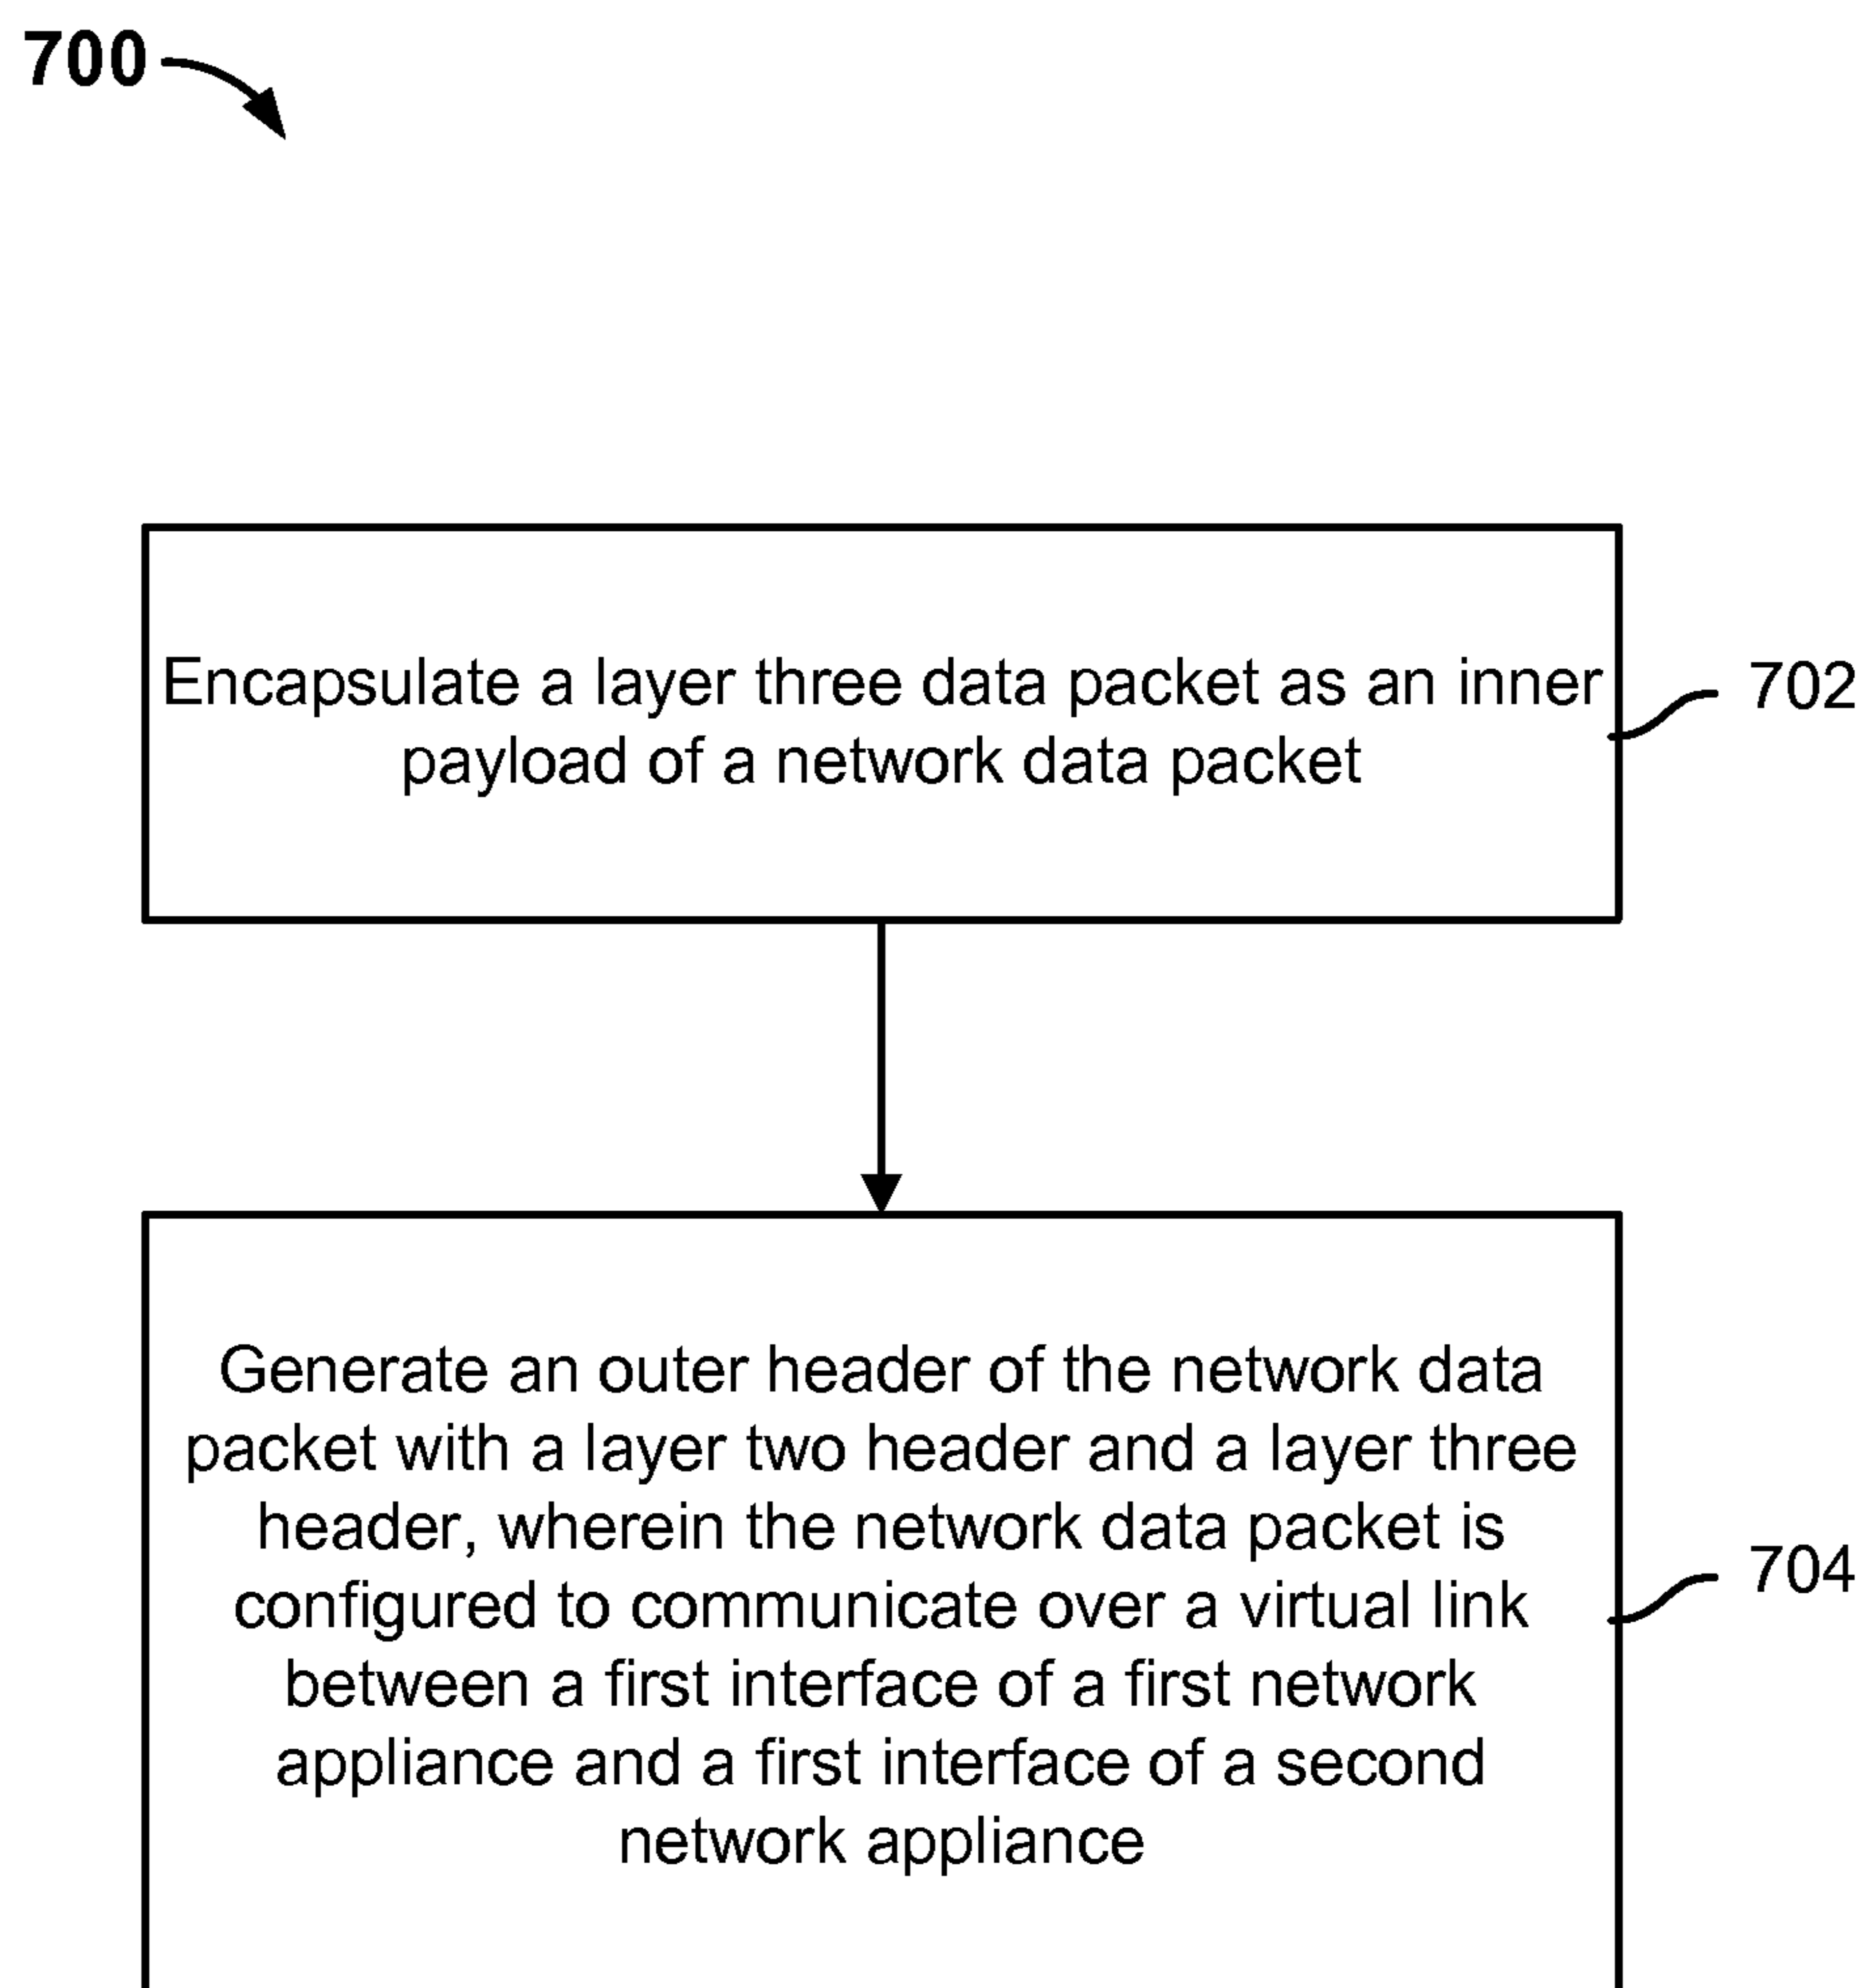 700
Encapsulate a layer three data packet as an inner
payload of a network data packet
702
Generate an outer header of the network data
packet with a layer two header and a layer three
header, wherein the network data packet is
configured to communicate over a virtual link
between a first interface of a first network
appliance and a first interface of a second
network appliance
704